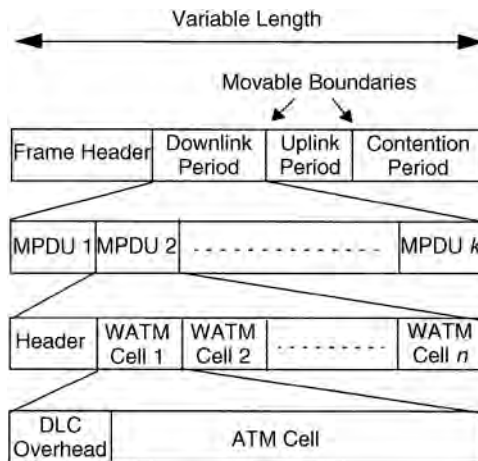 Variable Length
Movable Boundaries
Frame Header
Downlink
Period
Uplink
Period
Contention
Period
MPDU 1
MPDU 2
MPDU k
Header
WATM
Cell 1
WATM
Cell 2
WATM
Cell n
DLC
Overhead
ATM Cell